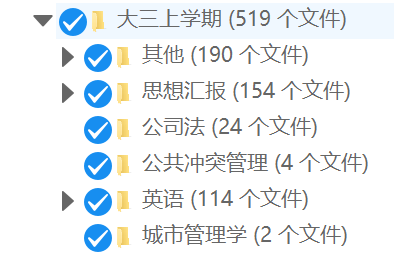 大三上学期 (519 个文件)
其他 (190 个文件)
思想汇报 (154 个文件)
公司法 (24 个文件)
公共冲突管理 (4 个文件)
英语 (114 个文件)
城市管理学 (2 个文件)